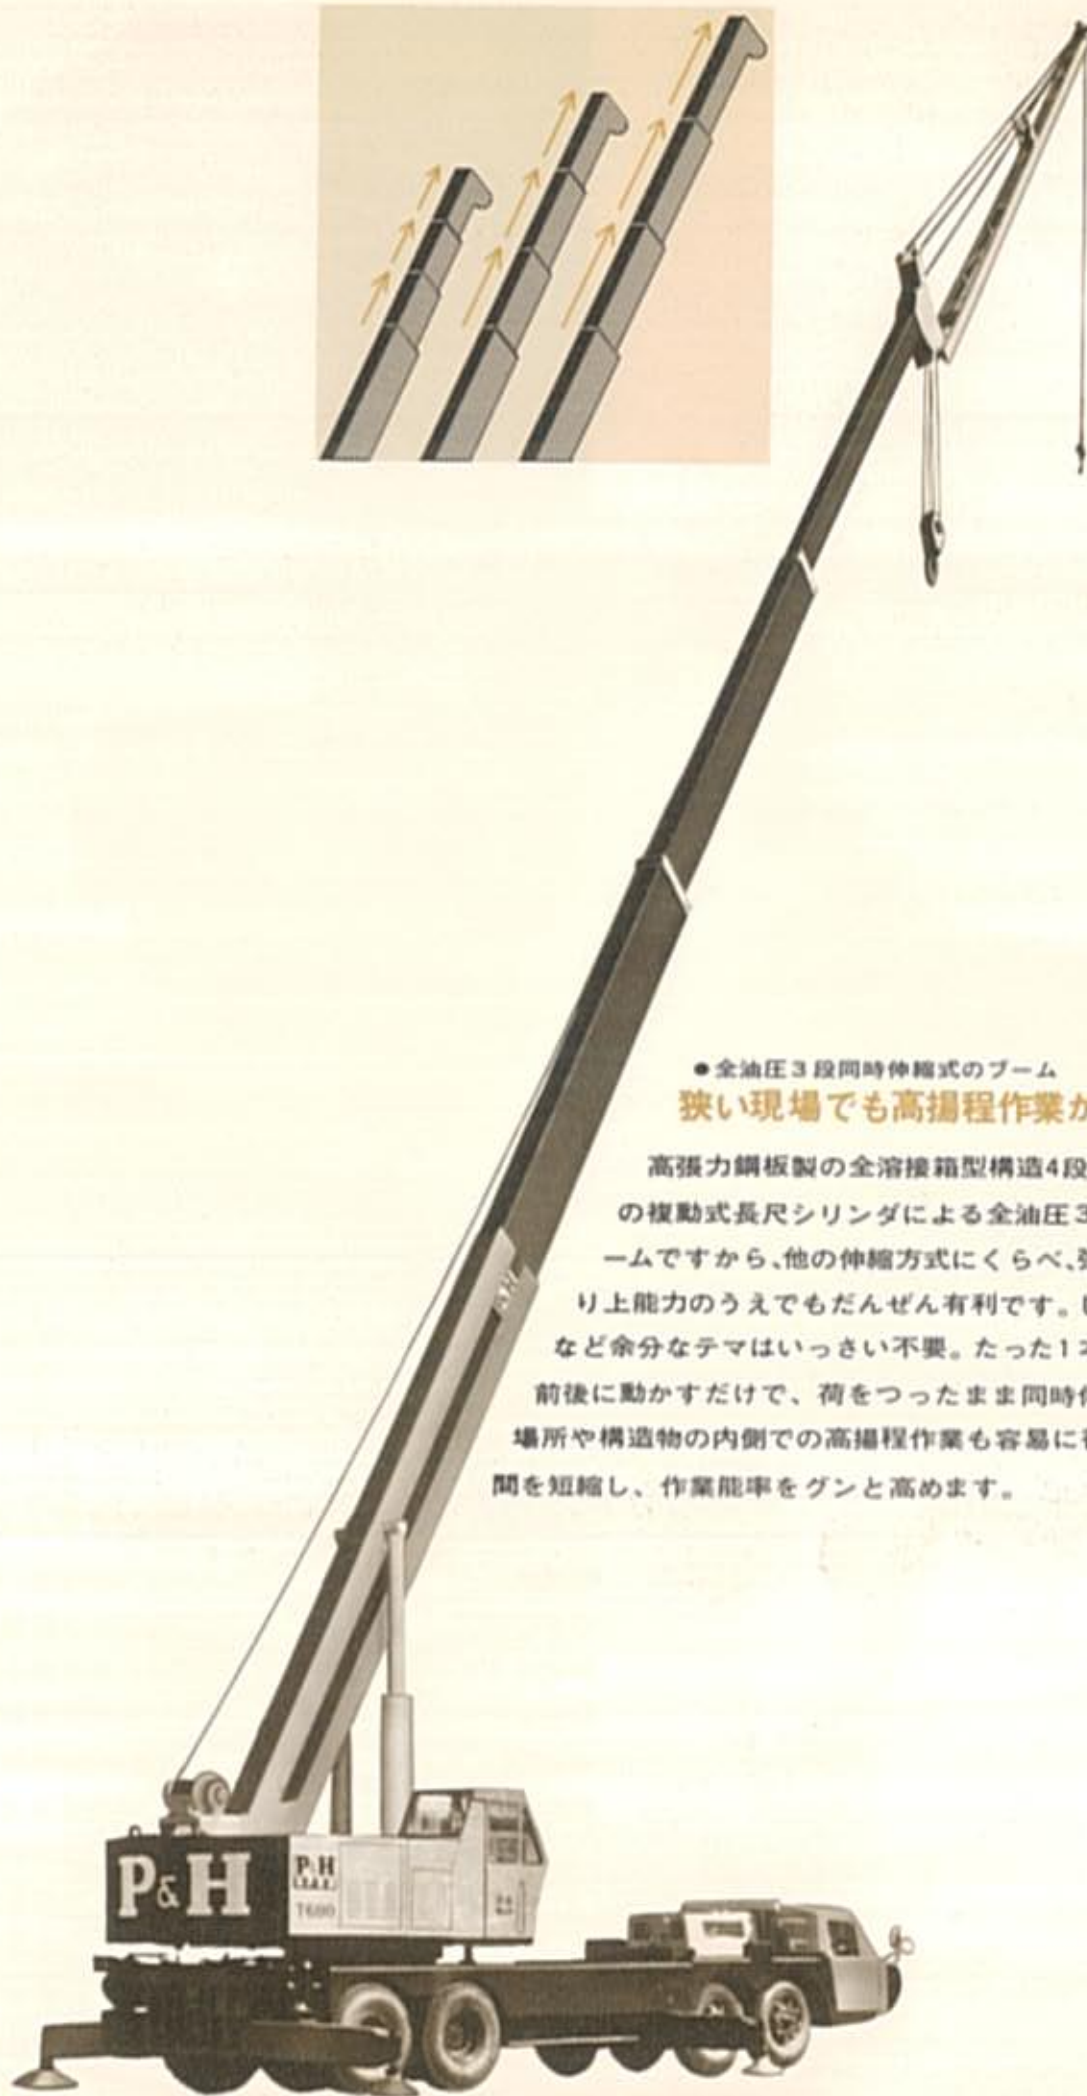 ●全油圧3段同時伸縮式のブーム
狭い現場でも高揚程作業が
高張力鋼板製の全溶接箱型構造4段
の複動式長尺シリンダによる全油圧3
ームですから、他の伸縮方式にくらべ、強
り上能力のうえでもだんぜん有利です。
など余分なテマはいっさい不要。たった1
前後に動かすだけで、荷をつったまま同時伸
場所や構造物の内側での高揚程作業も容易に
間を短縮し、作業能率をグンと高めます。
P&H
P&H
T600